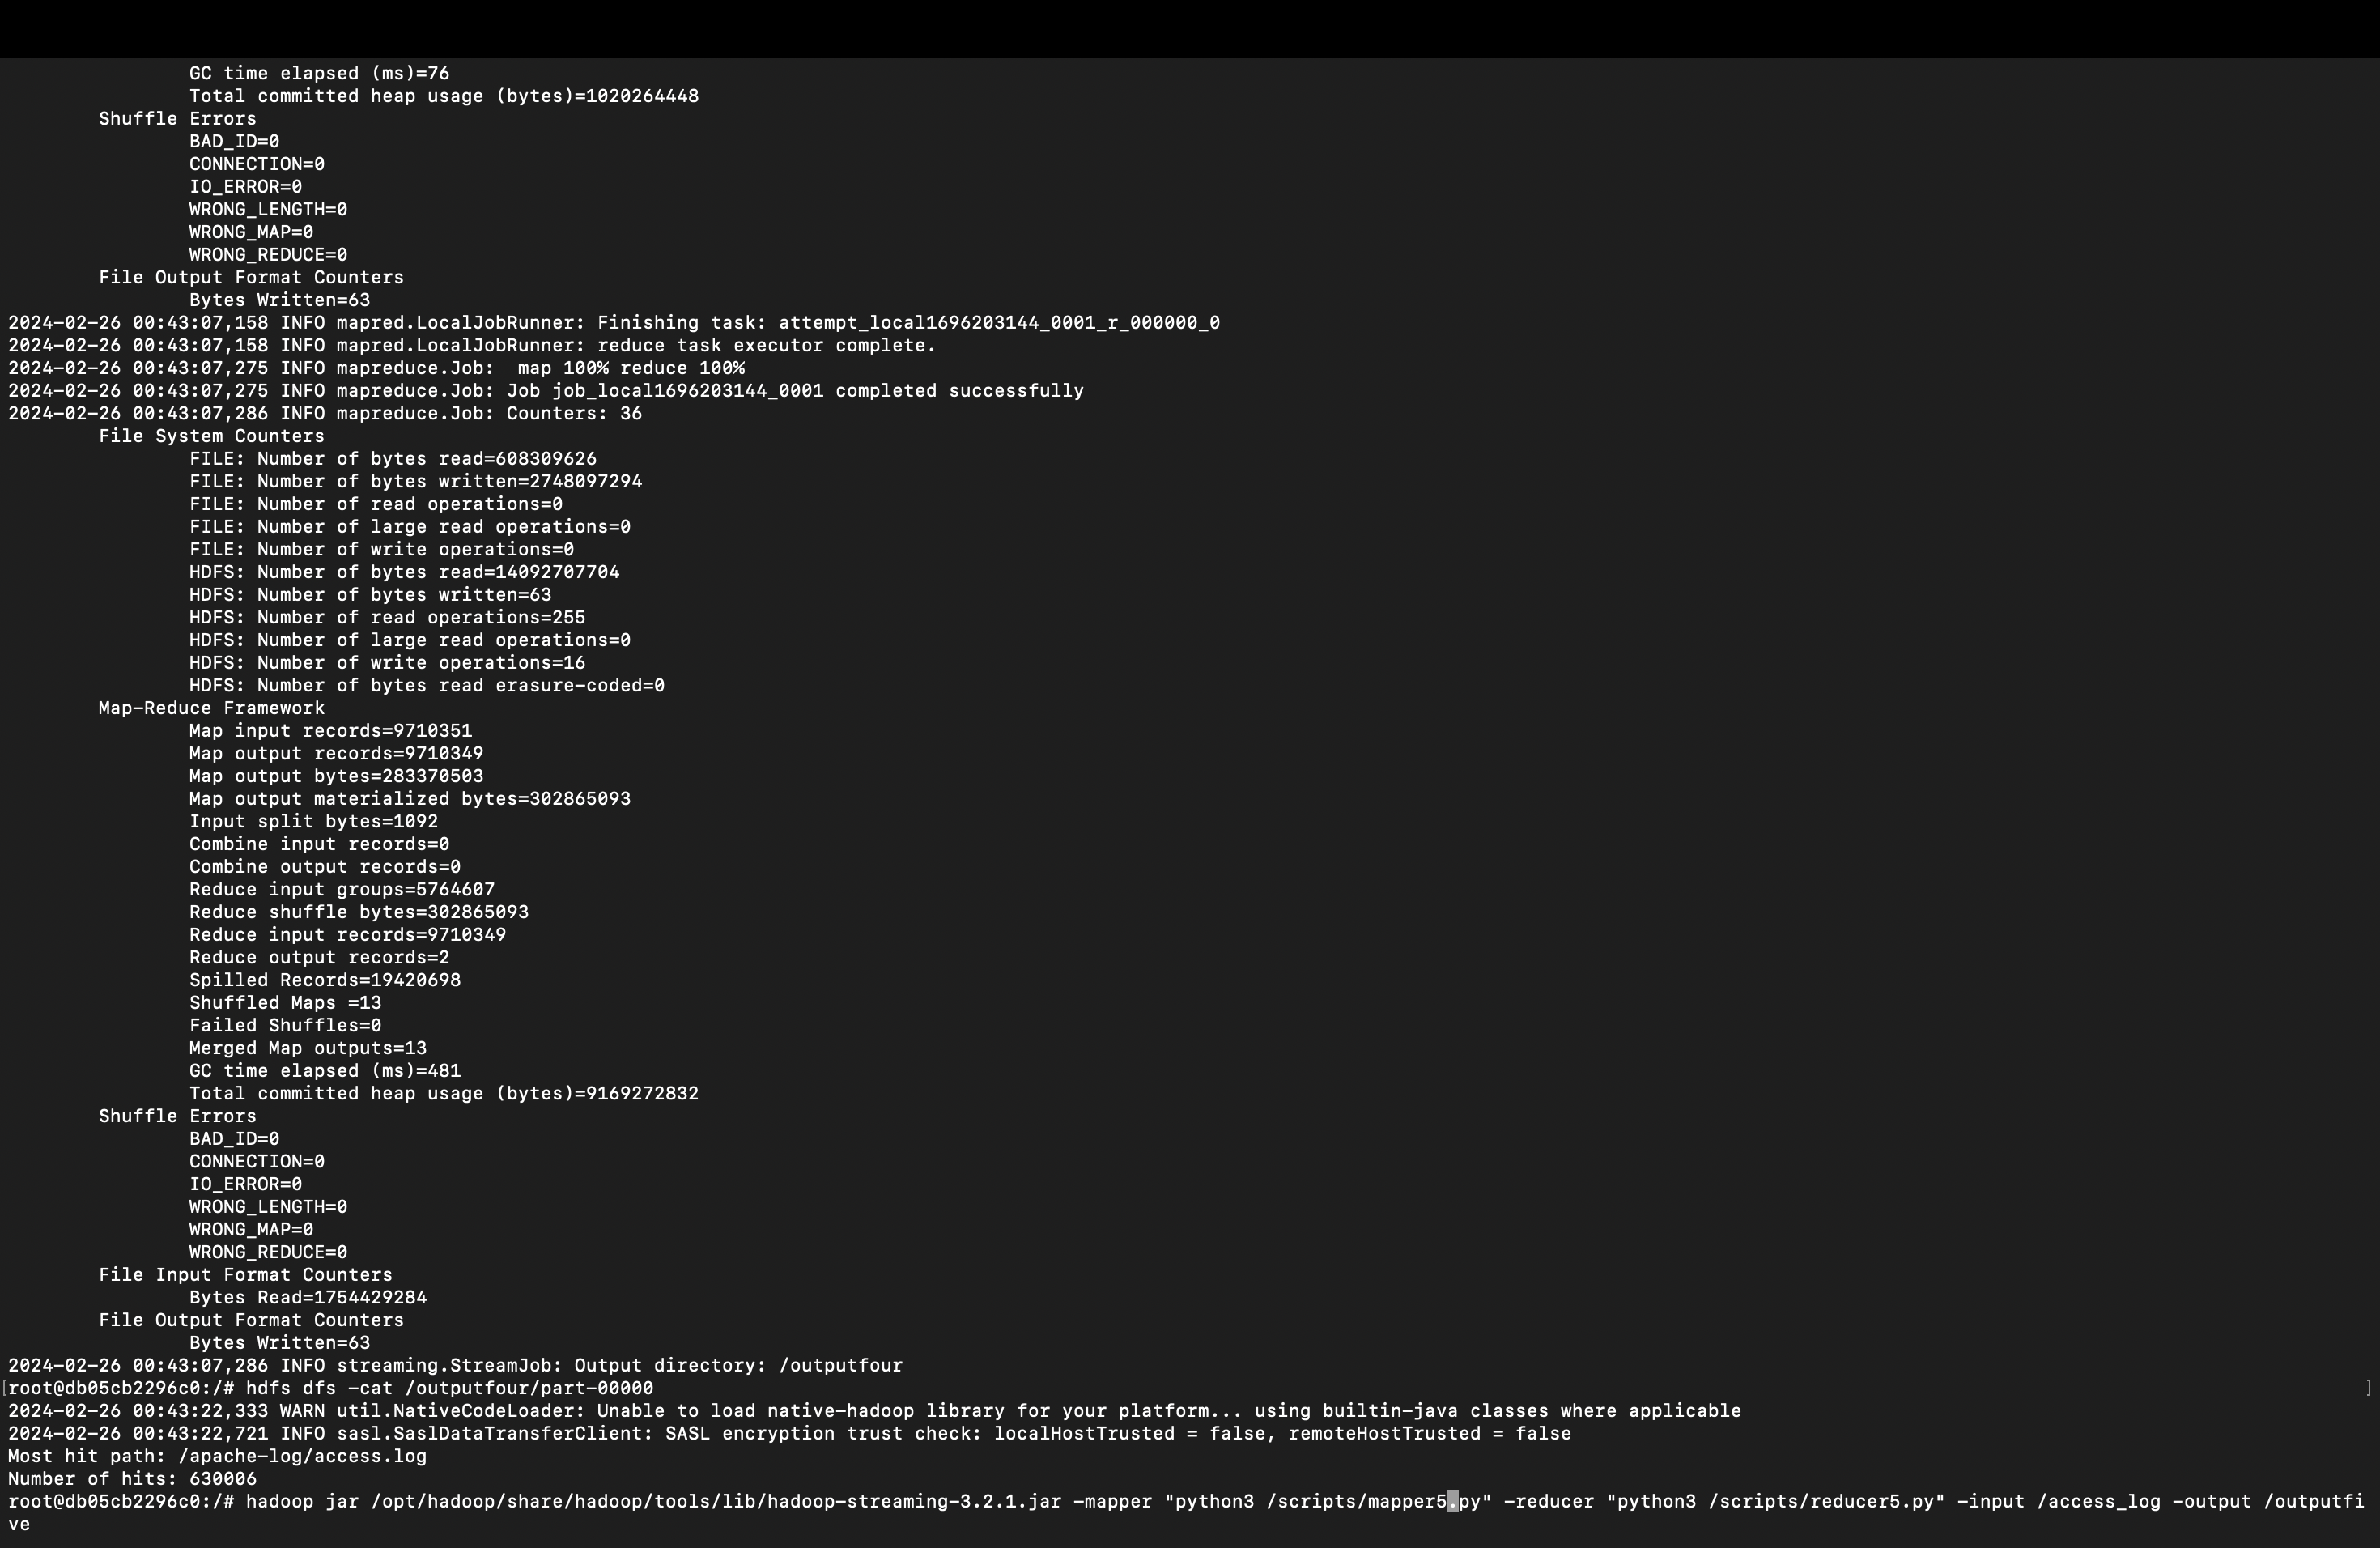 GC time elapsed (ms)=76
Total committed heap usage (bytes)=1020264448
Shuffle Errors
BAD_ID=0
CONNECTION=0
IO_ERROR=0
WRONG_LENGTH=0
WRONG_MAP=0
WRONG_REDUCE=0
File Output Format Counters
Bytes Written=63
2024-02-26 00:43:07,158 INFO mapred.LocalJobRunner: Finishing task: attempt_local1696203144_0001_r_000000_0
2024-02-26 00:43:07,158 INFO mapred.LocalJobRunner: reduce task executor complete.
2024-02-26 00:43:07,275 INFO mapreduce.Job:  map 100% reduce 100%
2024-02-26 00:43:07,275 INFO mapreduce.Job: Job job_local1696203144_0001 completed successfully
2024-02-26 00:43:07,286 INFO mapreduce.Job: Counters: 36
File System Counters
FILE: Number of bytes read=608309626
FILE: Number of bytes written=2748097294
FILE: Number of read operations=0
FILE: Number of large read operations=0
FILE: Number of write operations=0
HDFS: Number of bytes read=14092707704
HDFS: Number of bytes written=63
HDFS: Number of read operations=255
HDFS: Number of large read operations=0
HDFS: Number of write operations=16
HDFS: Number of bytes read erasure-coded=0
Map-Reduce Framework
Map input records=9710351
Map output records=9710349
Map output bytes=283370503
Map output materialized bytes=302865093
Input split bytes=1092
Combine input records=0
Combine output records=0
Reduce input groups=5764607
Reduce shuffle bytes=302865093
Reduce input records=9710349
Reduce output records=2
Spilled Records=19420698
Shuffled Maps =13
Failed Shuffles=0
Merged Map outputs=13
GC time elapsed (ms)=481
Total committed heap usage (bytes)=9169272832
Shuffle Errors
BAD_ID=0
CONNECTION=0
IO_ERROR=0
WRONG_LENGTH=0
WRONG_MAP=0
WRONG_REDUCE=0
File Input Format Counters
Bytes Read=1754429284
File Output Format Counters
Bytes Written=63
2024-02-26 00:43:07,286 INFO streaming.StreamJob: Output directory: /outputfour
[root@db05cb2296c0:/# hdfs dfs -cat /outputfour/part-00000 ]
2024-02-26 00:43:22,333 WARN util.NativeCodeLoader: Unable to load native-hadoop library for your platform... using builtin-java classes where applicable
2024-02-26 00:43:22,721 INFO sasl.SaslDataTransferClient: SASL encryption trust check: localHostTrusted = false, remoteHostTrusted = false
Most hit path: /apache-log/access.log
Number of hits: 630006
root@db05cb2296c0:/# hadoop jar /opt/hadoop/share/hadoop/tools/lib/hadoop-streaming-3.2.1.jar -mapper "python3 /scripts/mapper5.py" -reducer "python3 /scripts/reducer5.py" -input /access_log -output /outputfi
ve